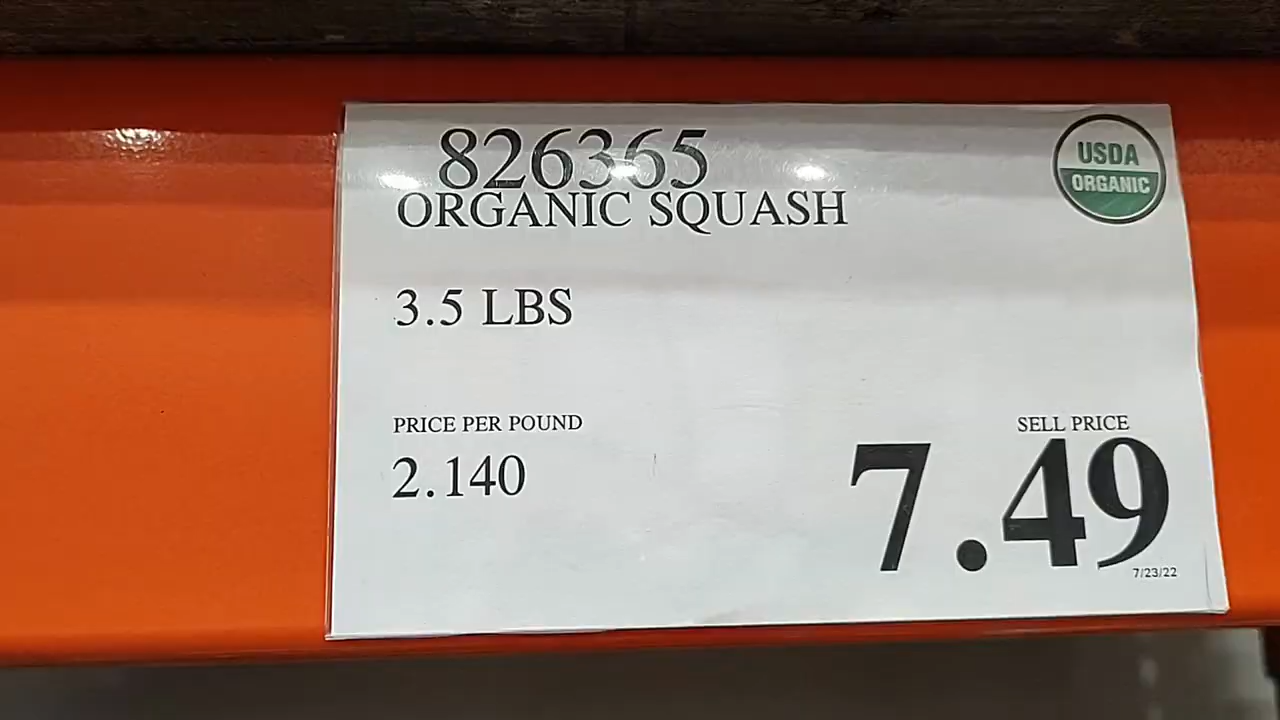 826365
ORGANIC SQUASH
USDA
ORGANIC
3.5 LBS
PRICE PER POUND
2.140
SELL PRICE
7.49
7/23/22